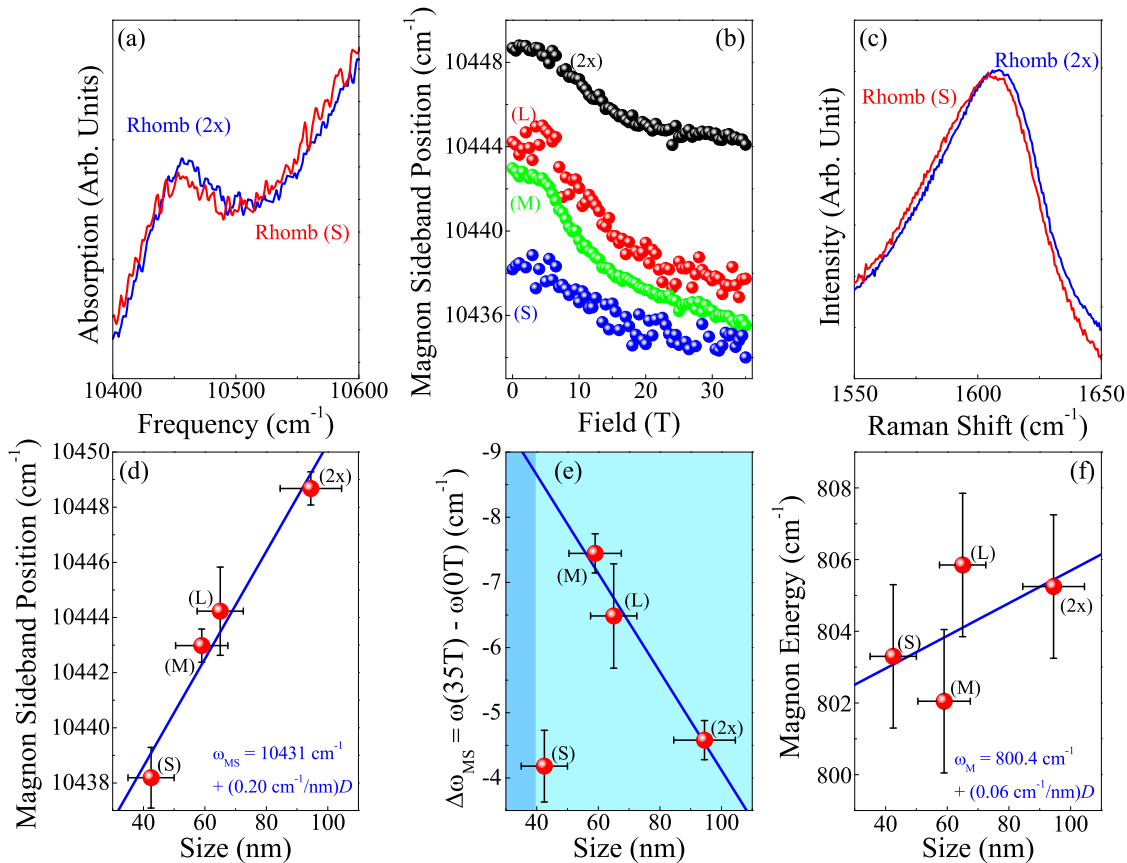 (a)
Rhomb (2x)
Rhomb (S)
Absorption (Arb. Units)
10400
10500
10600
Frequency (cm⁻¹)
(b)
(2x)
(L)
(M)
(S)
Magnon Sideband Position (cm⁻¹)
10448
10444
10440
10436
0
10
20
30
Field (T)
(c)
Rhomb (2x)
Rhomb (S)
Intensity (Arb. Unit)
1550
1600
1650
Raman Shift (cm⁻¹)
(d)
(2x)
(L)
(M)
(S)
ω_MS = 10431 cm⁻¹
+ (0.20 cm⁻¹/nm)D
Magnon Sideband Position (cm⁻¹)
10450
10448
10446
10444
10442
10440
10438
40
60
80
100
Size (nm)
(e)
(M)
(L)
(2x)
(S)
Δω_MS = ω(35T) - ω(0T) (cm⁻¹)
-9
-8
-7
-6
-5
-4
40
60
80
100
Size (nm)
(f)
(L)
(2x)
(S)
(M)
ω_M = 800.4 cm⁻¹
+ (0.06 cm⁻¹/nm)D
Magnon Energy (cm⁻¹)
808
806
804
802
800
40
60
80
100
Size (nm)